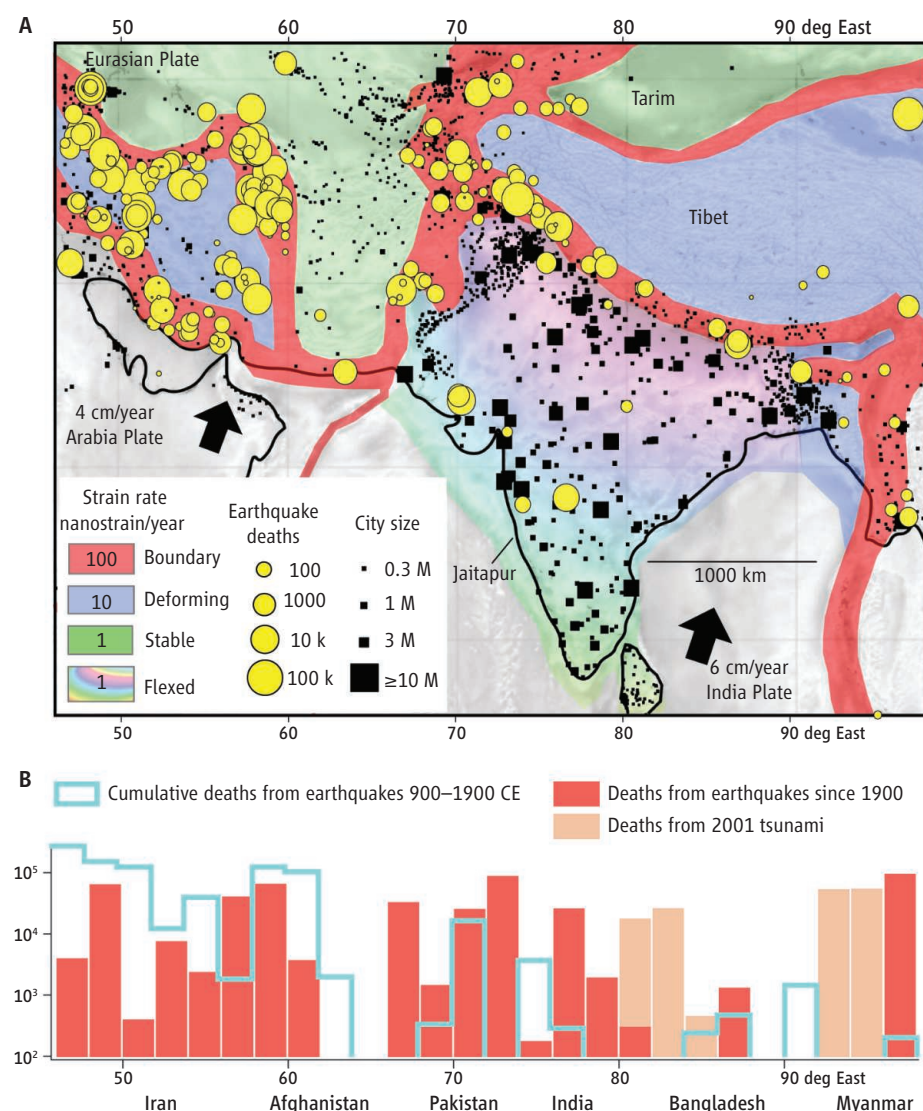 A
50 60 70 80 90 deg East
Eurasian Plate
Tarim
Tibet
4 cm/year
Arabia Plate
Strain rate
nanostrain/year
100 Boundary
10 Deforming
1 Stable
1 Flexed
Earthquake
deaths
100
1000
10 k
100 k
City size
0.3 M
1 M
3 M
≥10 M
Jaitapur
1000 km
6 cm/year
India Plate
50 60 70 80 90 deg East
B
Cumulative deaths from earthquakes 900–1900 CE
Deaths from earthquakes since 1900
Deaths from 2001 tsunami
10⁵
10⁴
10³
10²
50 60 70 80 90 deg East
Iran Afghanistan Pakistan India Bangladesh Myanmar